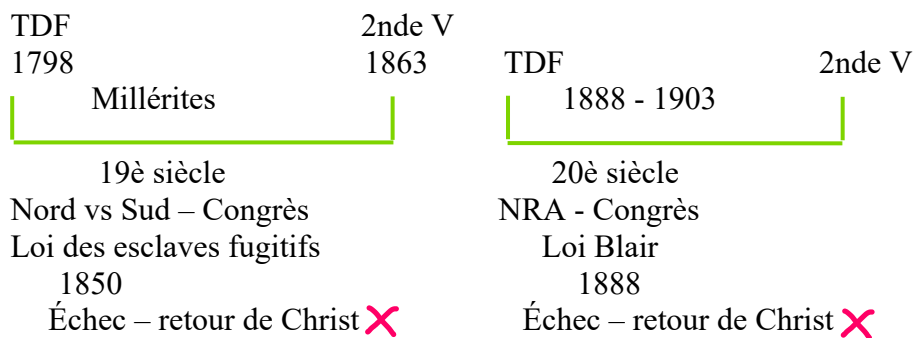 TDF 2nde V
1798 1863
Millérites
19è siècle
Nord vs Sud – Congrès
Loi des esclaves fugitifs
1850
Échec – retour de Christ
TDF 2nde V
1888 - 1903
20è siècle
NRA - Congrès
Loi Blair
1888
Échec – retour de Christ